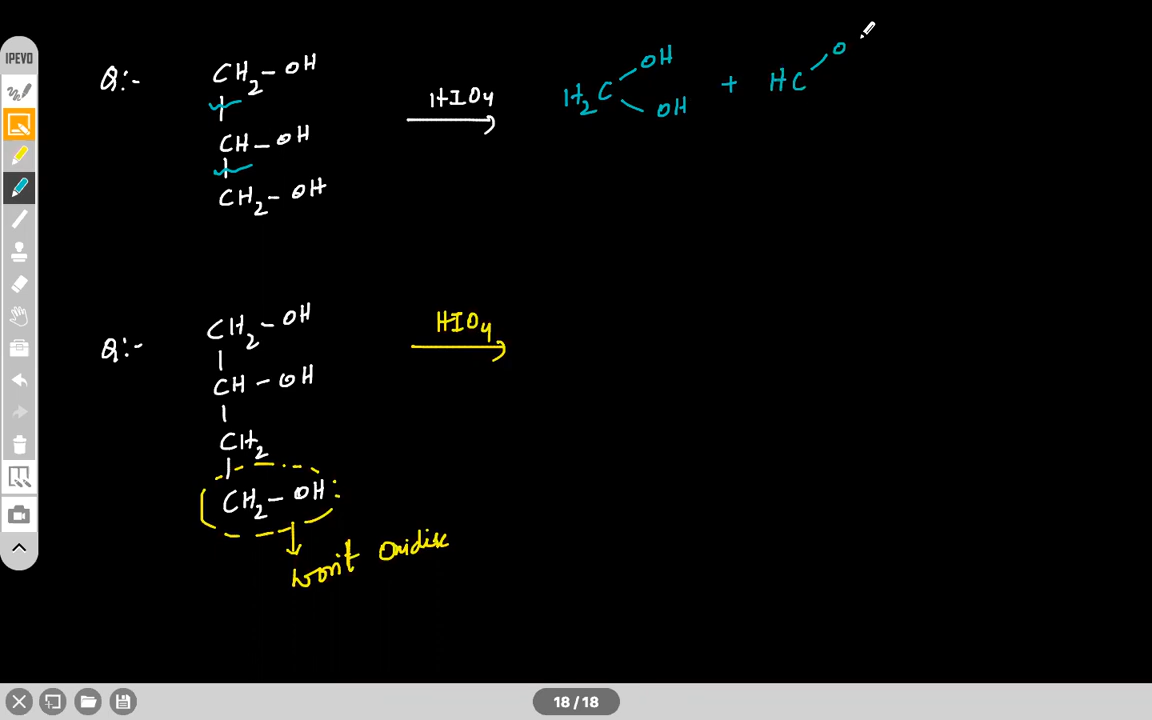 IPEVO
Q:-
CH2-OH
CH-OH
CH2-OH
HIO4
H2C
OH
OH
+ HC
O
Q:-
CH2-OH
CH-OH
CH2
CH2-OH
HIO4
won't oxidise
18/18